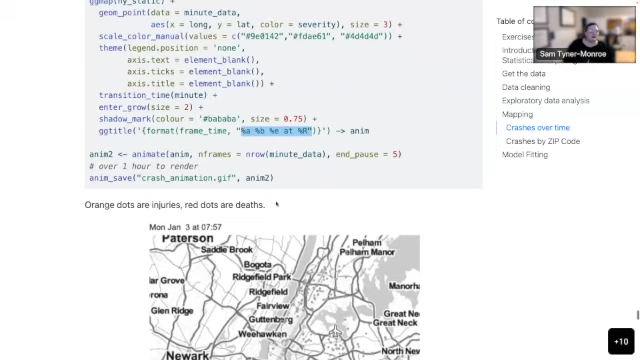 ggmap(ny_static) +
geom_point(data = minute_data,
aes(x = long, y = lat, color = severity), size = 3) +
scale_color_manual(values = c("#9e0142","#fdae61", "#4d4d4d")) +
theme(legend.position = 'none',
axis.text = element_blank(),
axis.ticks = element_blank(),
axis.title = element_blank()) +
transition_time(minute) +
enter_grow(size = 2) +
shadow_mark(colour = '#bababa', size = 0.75) +
ggtitle('{format(frame_time, "%a %b %e at %R")}') -> anim
anim2 <- animate(anim, nframes = nrow(minute_data), end_pause = 5)
# over 1 hour to render
anim_save("crash_animation.gif", anim2)
Orange dots are injuries, red dots are deaths.
Mon Jan 3 at 07:57
Paterson
Saddle Brook
Pelham
Pelham Manor
Bogota
Ridgefield Park
Ridgefield
Fairview
Guttenberg
Weehawken
Glen Ridge
Newark
Great Neck
Table of co
Exercises
Introduc
Statistica
Get the data
Data cleaning
Exploratory data analysis
Mapping
Crashes over time
Crashes by ZIP Code
Model Fitting
Sam Tyner-Monroe
+10